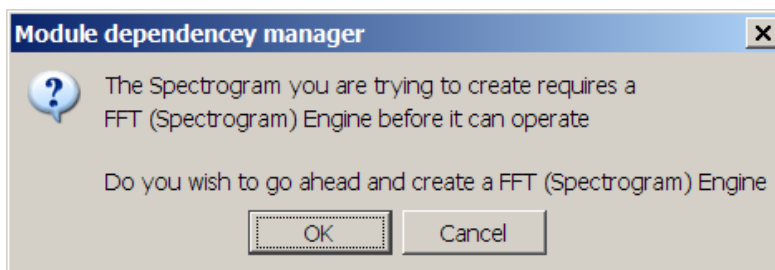 Module dependencey manager
The Spectrogram you are trying to create requires a
FFT (Spectrogram) Engine before it can operate
Do you wish to go ahead and create a FFT (Spectrogram) Engine
OK Cancel